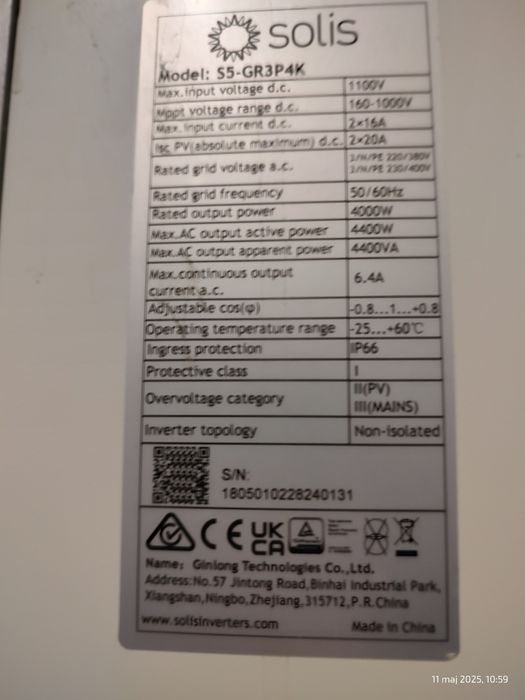 solis
Model: S5-GR3P4K
Max.input voltage d.c. 1100V
Mppt voltage range d.c. 160-1000V
Max.input current d.c. 2×16A
Isc PV(absolute maximum) d.c. 2×20A
Rated grid voltage a.c. 3/N/PE 220/380V
3/N/PE 230/400V
Rated grid frequency 50/60Hz
Rated output power 4000W
Max.AC output active power 4400W
Max.AC output apparent power 4400VA
Max.continuous output
current a.c. 6.4A
Adjustable cos(φ) -0.8...1...+0.8
Operating temperature range -25...+60℃
Ingress protection IP66
Protective class I
Overvoltage category II(PV)
III(MAINS)
Inverter topology Non-isolated
S/N:
1805010228240131
CE UK
CA
Name: Ginlong Technologies Co.,Ltd.
Address:No.57 Jintong Road,Binhai Industrial Park,
Xiangshan,Ningbo,Zhejiang,315712,P.R.China
www.solisinverters.com Made in China
11 maj 2025, 10:59